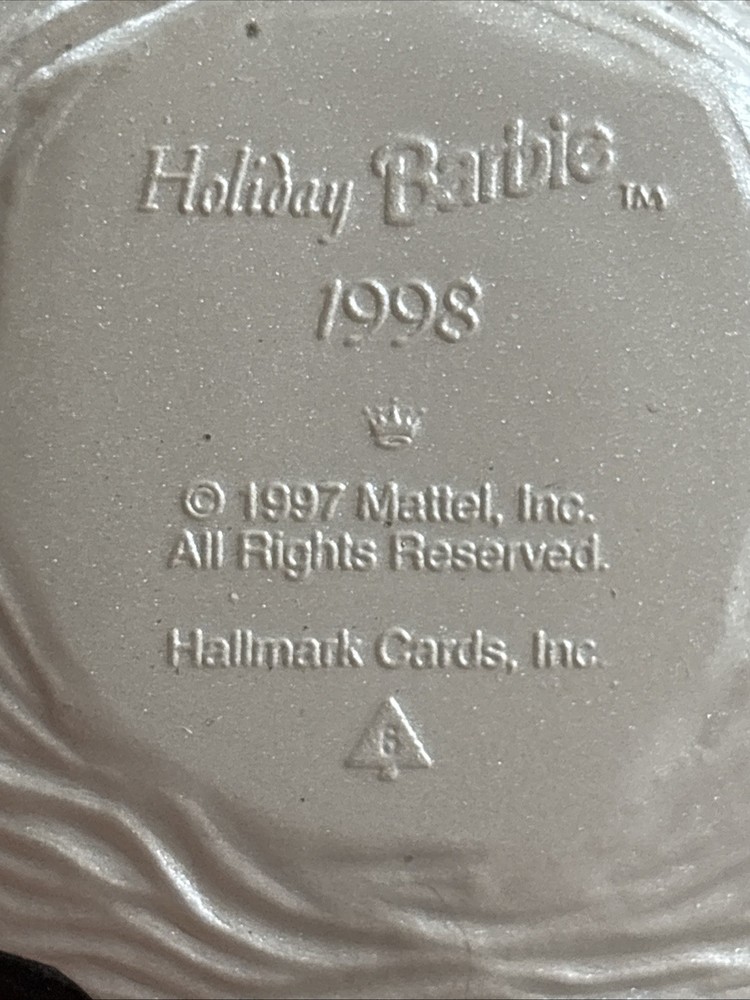 Holiday Barbie™
1998
© 1997 Mattel, Inc.
All Rights Reserved.
Hallmark Cards, Inc.
6